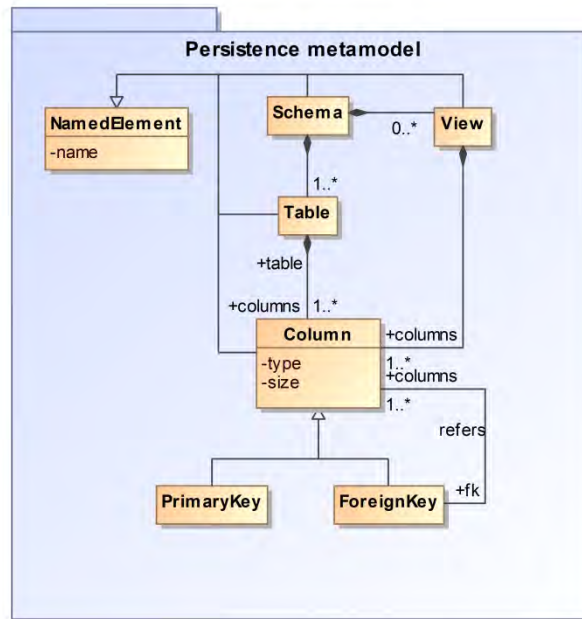 Persistence metamodel
NamedElement
-name
Schema
View
0..*
1..*
Table
+table
+columns
1..*
Column
-type
-size
+columns
1..*
+columns
1..*
refers
+fk
PrimaryKey
ForeignKey